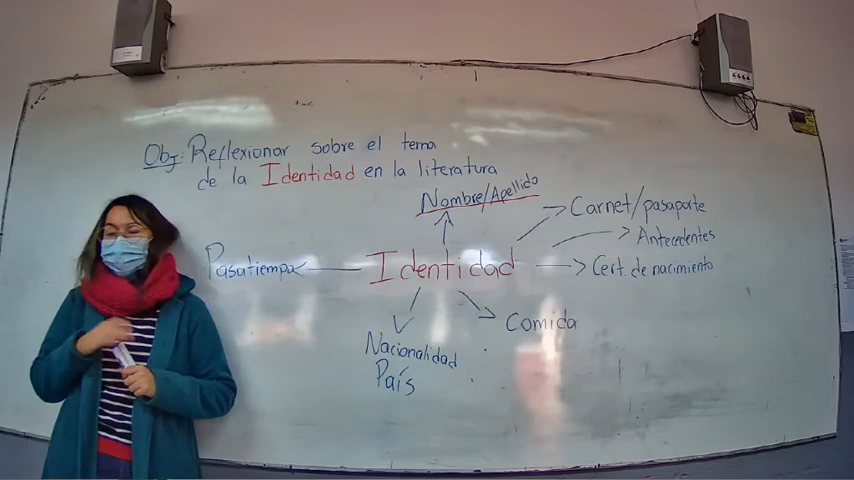 Obj: Reflexionar sobre el tema
de la Identidad en la literatura
Nombre/Apellido
Carnet/pasaporte
Antecedentes
Pasatiempo
Identidad
Cert. de nacimiento
Comida
Nacionalidad
País